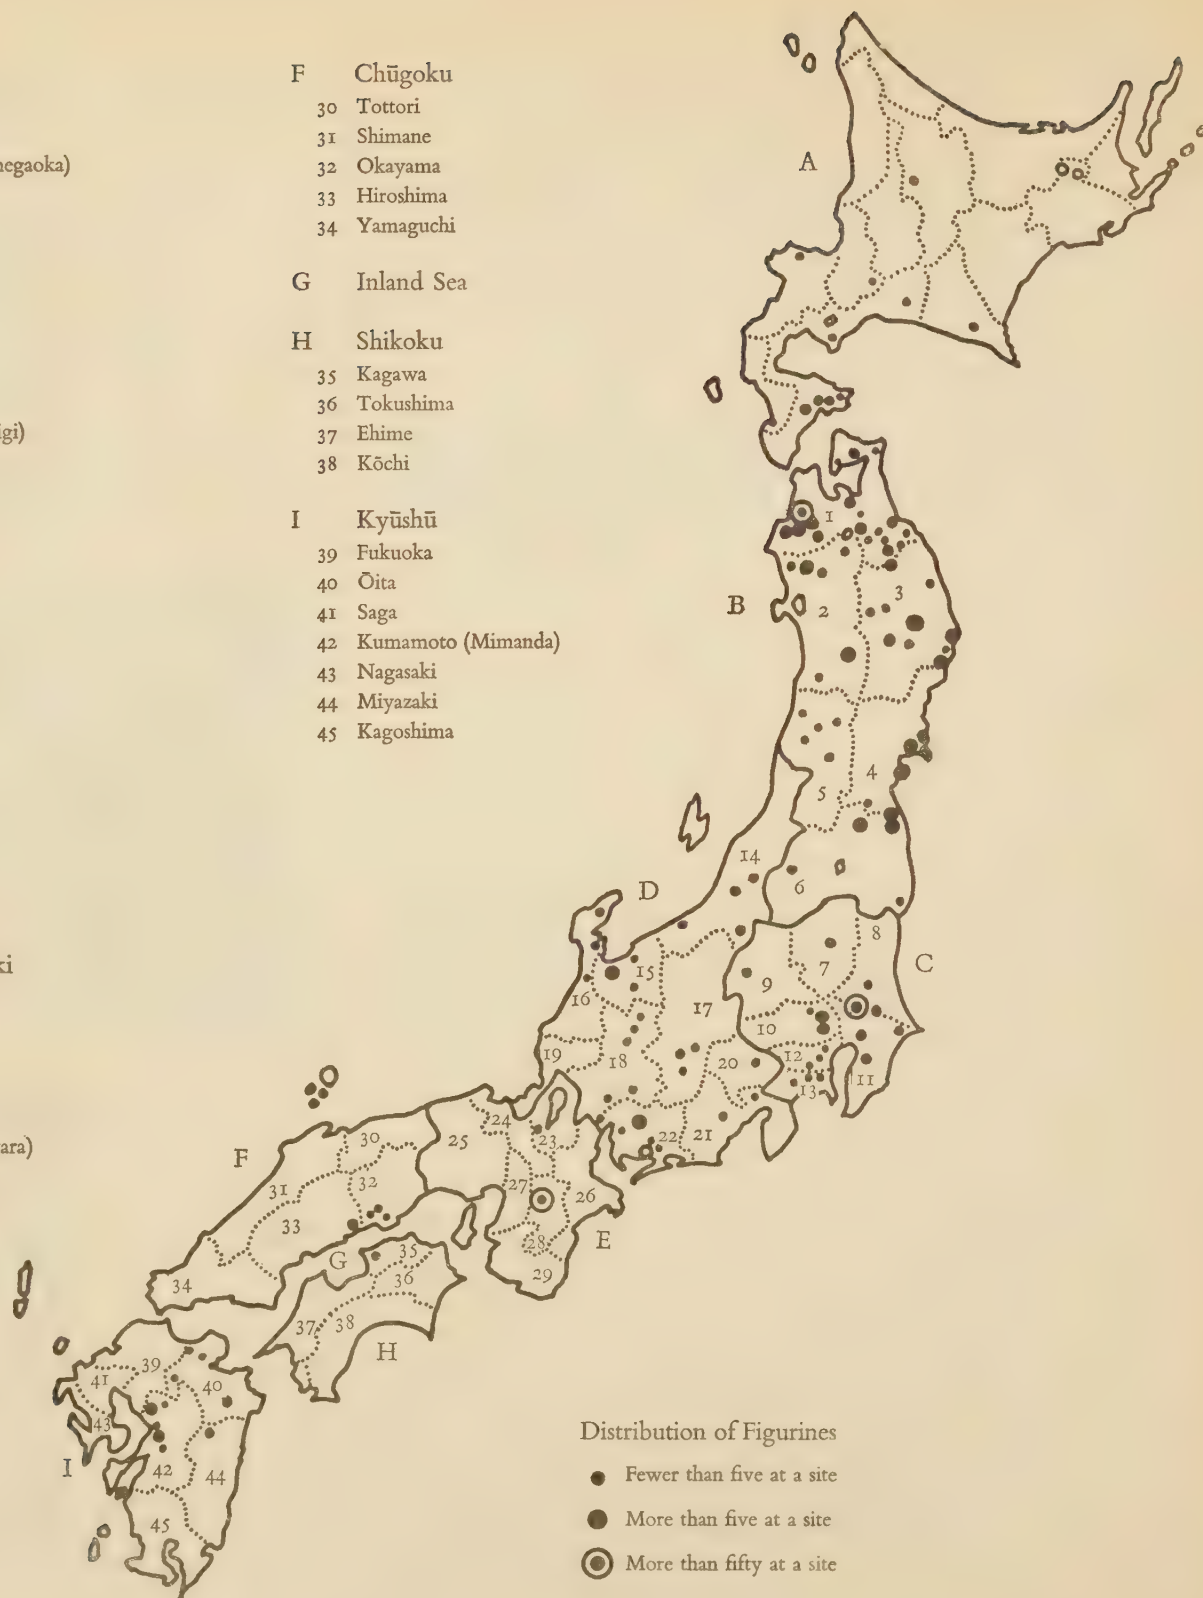 negaoka)
igi)
ki
ara)
F Chūgoku
30 Tottori
31 Shimane
32 Okayama
33 Hiroshima
34 Yamaguchi
G Inland Sea
H Shikoku
35 Kagawa
36 Tokushima
37 Ehime
38 Kōchi
I Kyūshū
39 Fukuoka
40 Ōita
41 Saga
42 Kumamoto (Mimanda)
43 Nagasaki
44 Miyazaki
45 Kagoshima
A
1
B
2
3
4
5
14
6
D
8
7
C
9
15
16
17
10
19
18
12
20
11
13
24
30
25
23
22
21
F
32
27
26
31
33
28
E
G
35
29
36
34
37
38
H
39
41
40
43
I
42
44
45
Distribution of Figurines
Fewer than five at a site
More than five at a site
More than fifty at a site